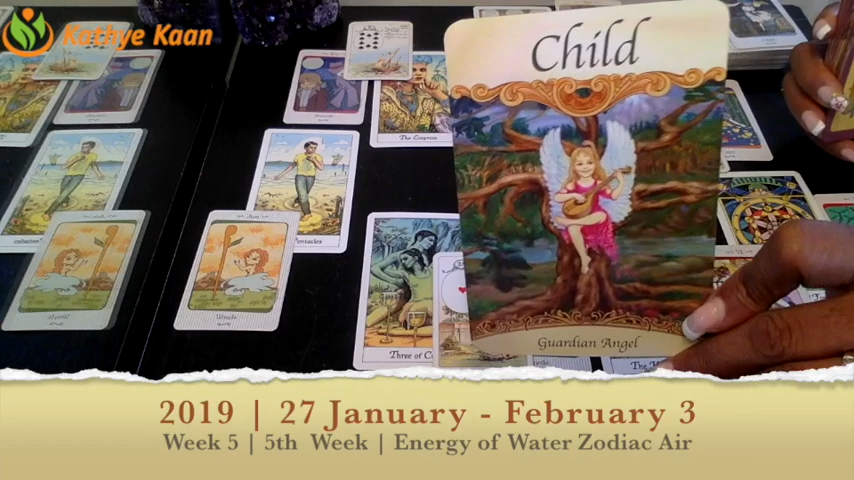 Kathye Kaan
Child
The Empress
Pentacles
Wands
Three of C
Guardian Angel
2019 | 27 January - February 3
Week 5 | 5th Week | Energy of Water Zodiac Air